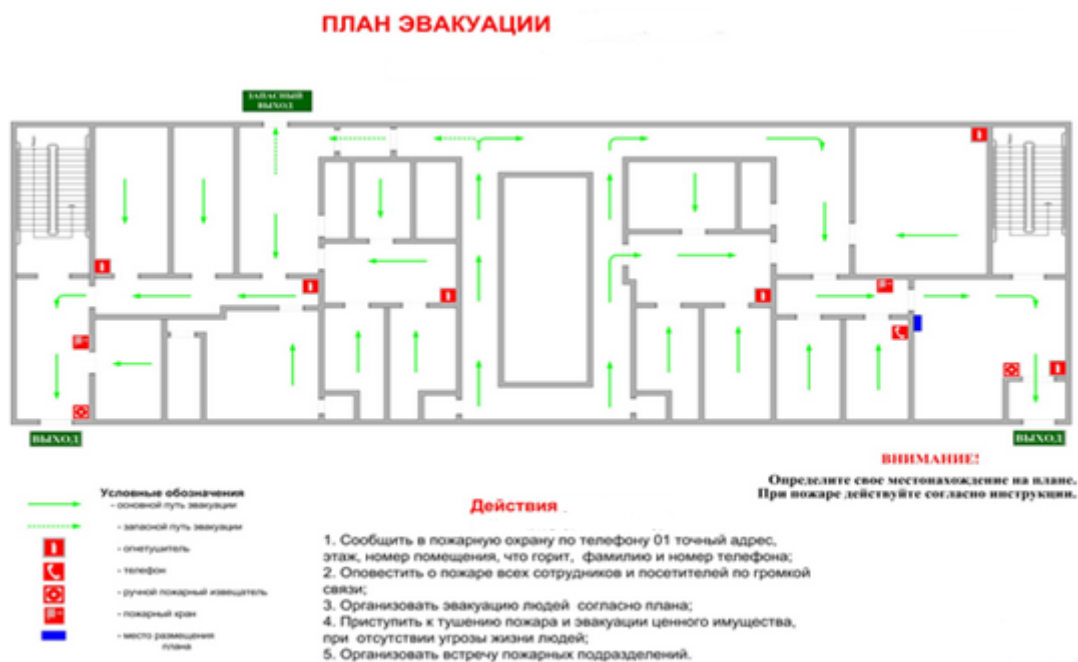 ПЛАН ЭВАКУАЦИИ
ЗАПАСНЫЙ
ВЫХОД
ВЫХОД
ВЫХОД
ВНИМАНИЕ!
Определите свое местонахождение на плане.
При пожаре действуйте согласно инструкции.
Условные обозначения
- основной путь эвакуации
- запасной путь эвакуации
- огнетушитель
- телефон
- ручной пожарный извещатель
- пожарный кран
- место размещения
плана
Действия
1. Сообщить в пожарную охрану по телефону 01 точный адрес,
этаж, номер помещения, что горит, фамилию и номер телефона;
2. Оповестить о пожаре всех сотрудников и посетителей по громкой
связи;
3. Организовать эвакуацию людей согласно плана;
4. Приступить к тушению пожара и эвакуации ценного имущества,
при отсутствии угрозы жизни людей;
5. Организовать встречу пожарных подразделений.